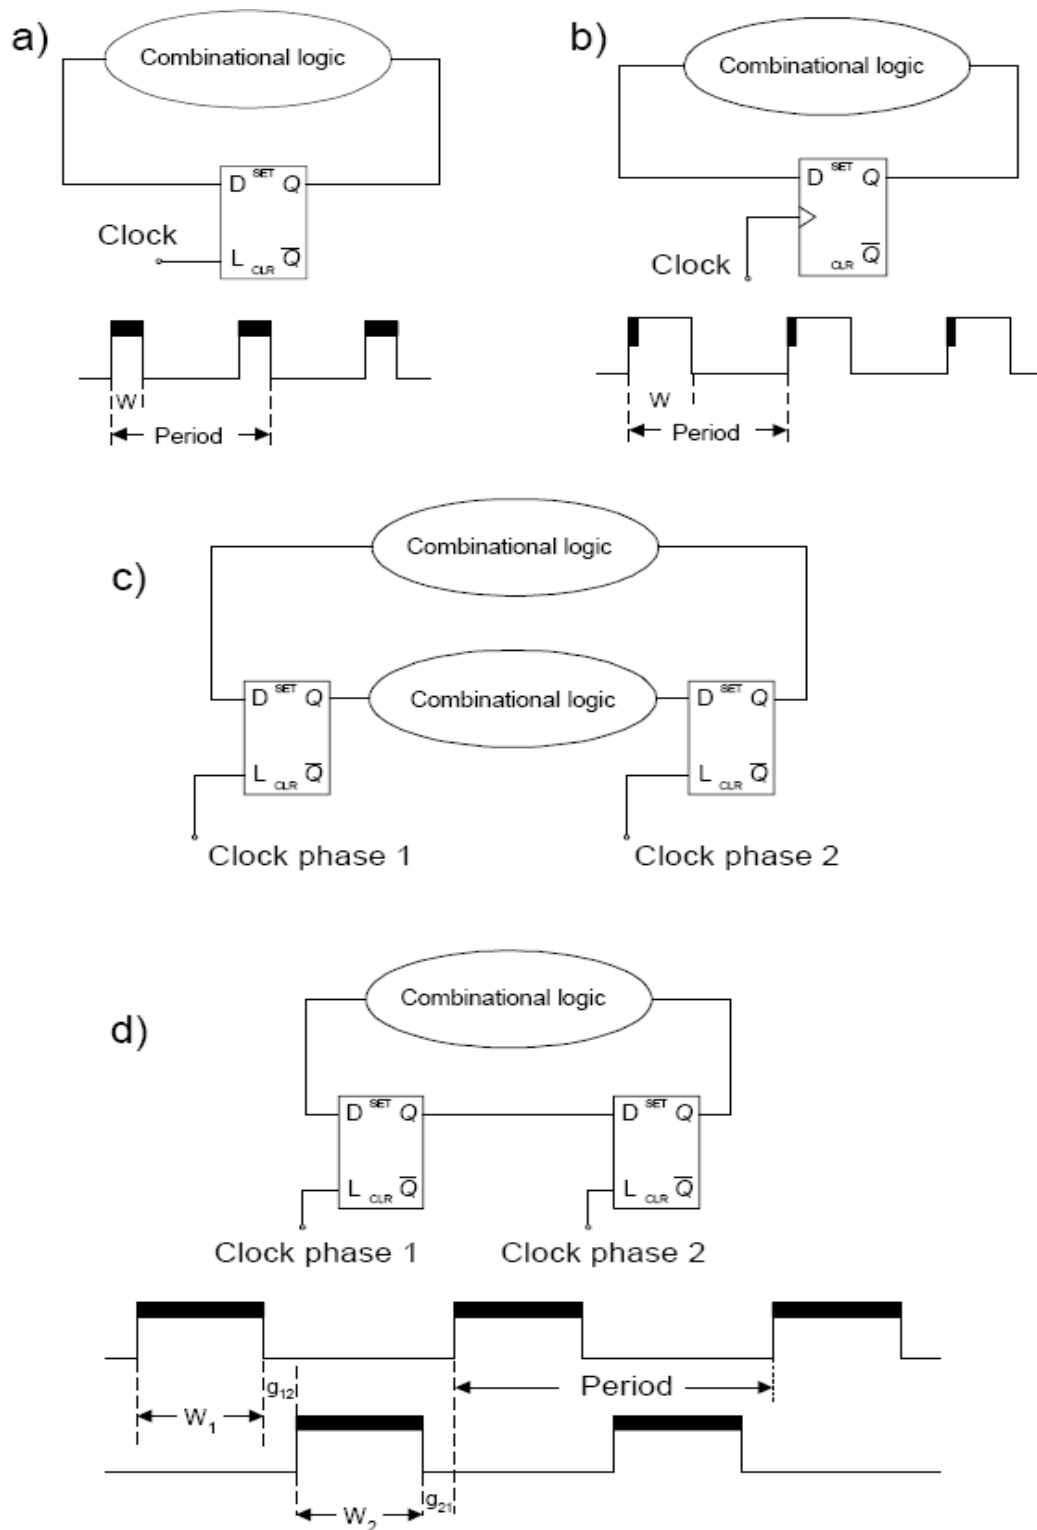 a)
Combinational logic
D SET Q
Clock
L CLR Q̅
W
Period
b)
Combinational logic
D SET Q
CLR Q̅
Clock
W
Period
c)
Combinational logic
Combinational logic
D SET Q
L CLR Q̅
D SET Q
L CLR Q̅
Clock phase 1
Clock phase 2
d)
Combinational logic
D SET Q
L CLR Q̅
D SET Q
L CLR Q̅
Clock phase 1
Clock phase 2
g₁₂
Period
W₁
g₂₁
W₂